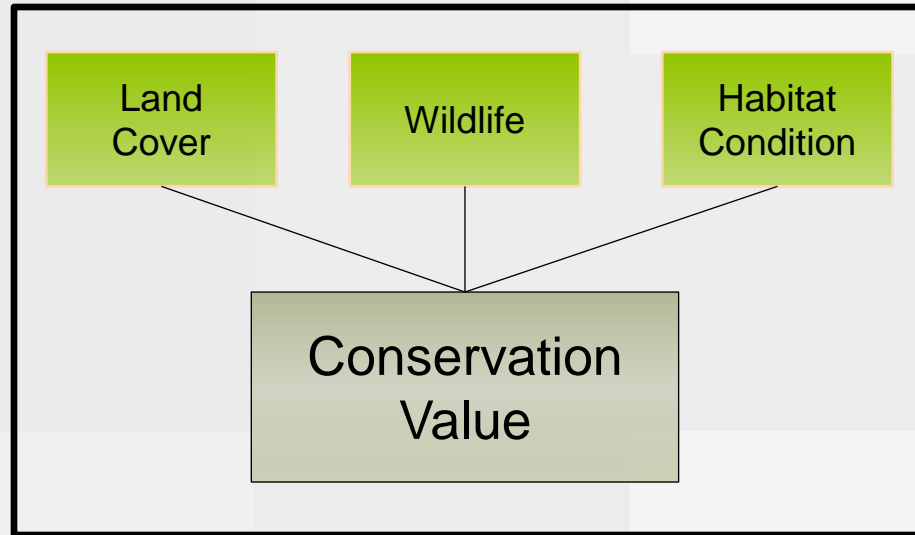 Land
Cover
Wildlife
Habitat
Condition
Conservation
Value